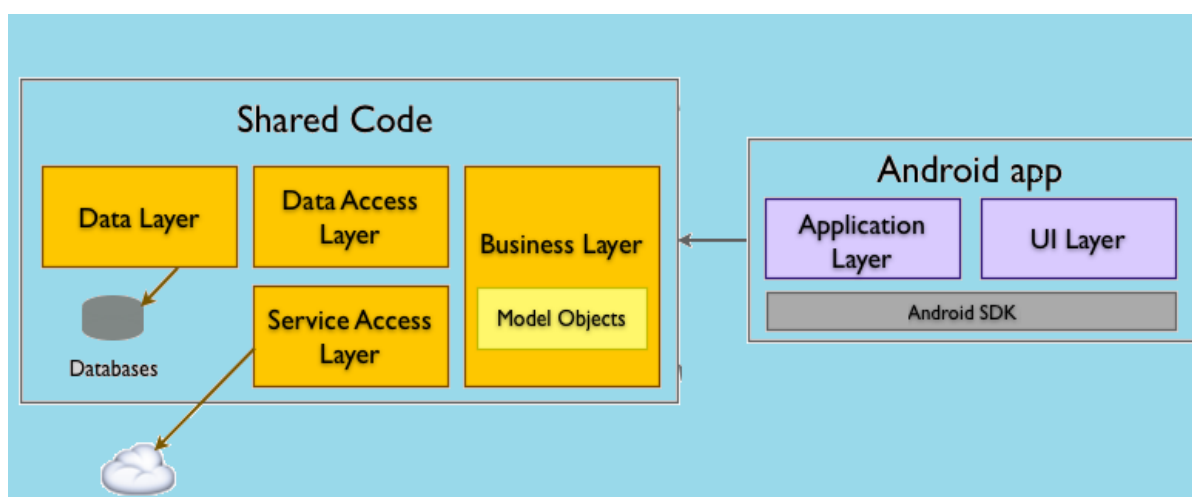 Shared Code
Data Layer
Data Access
Layer
Business Layer
Model Objects
Service Access
Layer
Databases
Android app
Application
Layer
UI Layer
Android SDK